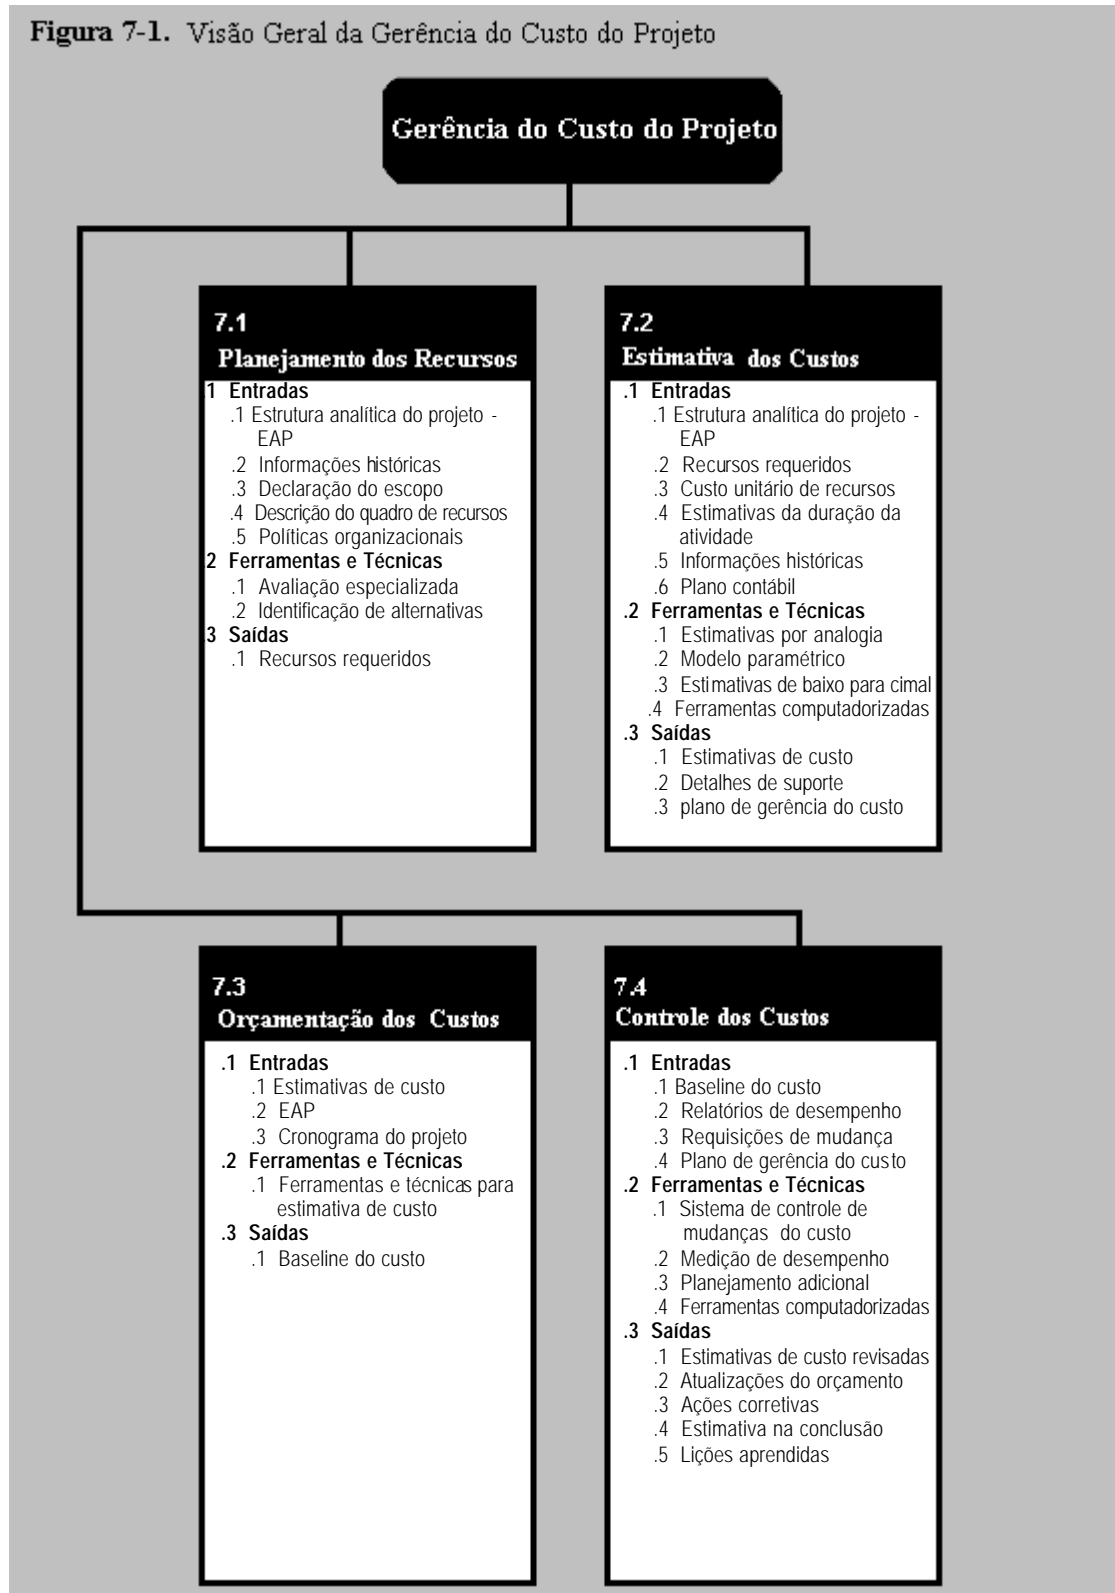 Figura 7-1. Visão Geral da Gerência do Custo do Projeto
Gerência do Custo do Projeto
7.1
Planejamento dos Recursos
.1 Entradas
.1 Estrutura analítica do projeto -
EAP
.2 Informações históricas
.3 Declaração do escopo
.4 Descrição do quadro de recursos
.5 Políticas organizacionais
2 Ferramentas e Técnicas
.1 Avaliação especializada
.2 Identificação de alternativas
3 Saídas
.1 Recursos requeridos
7.2
Estimativa dos Custos
.1 Entradas
.1 Estrutura analítica do projeto -
EAP
.2 Recursos requeridos
.3 Custo unitário de recursos
.4 Estimativas da duração da
atividade
.5 Informações históricas
.6 Plano contábil
.2 Ferramentas e Técnicas
.1 Estimativas por analogia
.2 Modelo paramétrico
.3 Estimativas de baixo para cimal
.4 Ferramentas computadorizadas
.3 Saídas
.1 Estimativas de custo
.2 Detalhes de suporte
.3 plano de gerência do custo
7.3
Orçamentação dos Custos
.1 Entradas
.1 Estimativas de custo
.2 EAP
.3 Cronograma do projeto
.2 Ferramentas e Técnicas
.1 Ferramentas e técnicas para
estimativa de custo
.3 Saídas
.1 Baseline do custo
7.4
Controle dos Custos
.1 Entradas
.1 Baseline do custo
.2 Relatórios de desempenho
.3 Requisições de mudança
.4 Plano de gerência do custo
.2 Ferramentas e Técnicas
.1 Sistema de controle de
mudanças do custo
.2 Medição de desempenho
.3 Planejamento adicional
.4 Ferramentas computadorizadas
.3 Saídas
.1 Estimativas de custo revisadas
.2 Atualizações do orçamento
.3 Ações corretivas
.4 Estimativa na conclusão
.5 Lições aprendidas